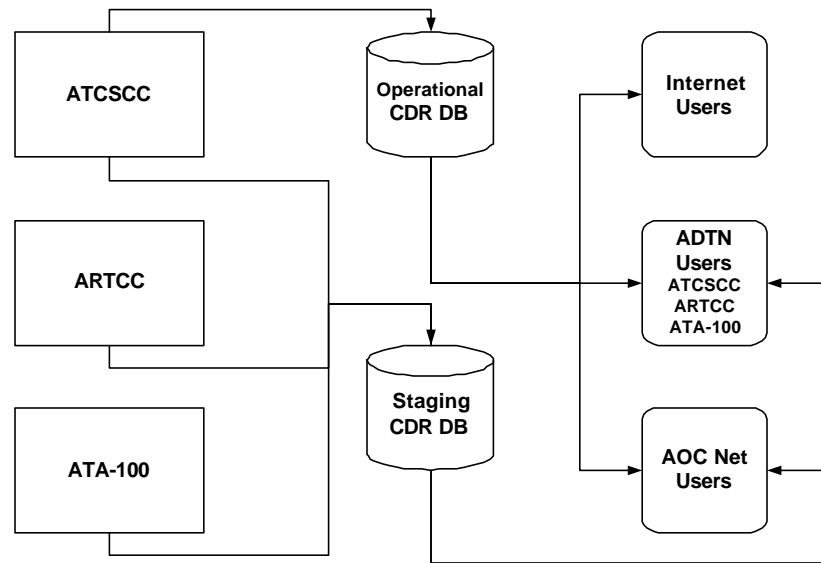 ATCSCC
Operational
CDR DB
Internet
Users
ARTCC
ADTN
Users
ATCSCC
ARTCC
ATA-100
ATA-100
Staging
CDR DB
AOC Net
Users